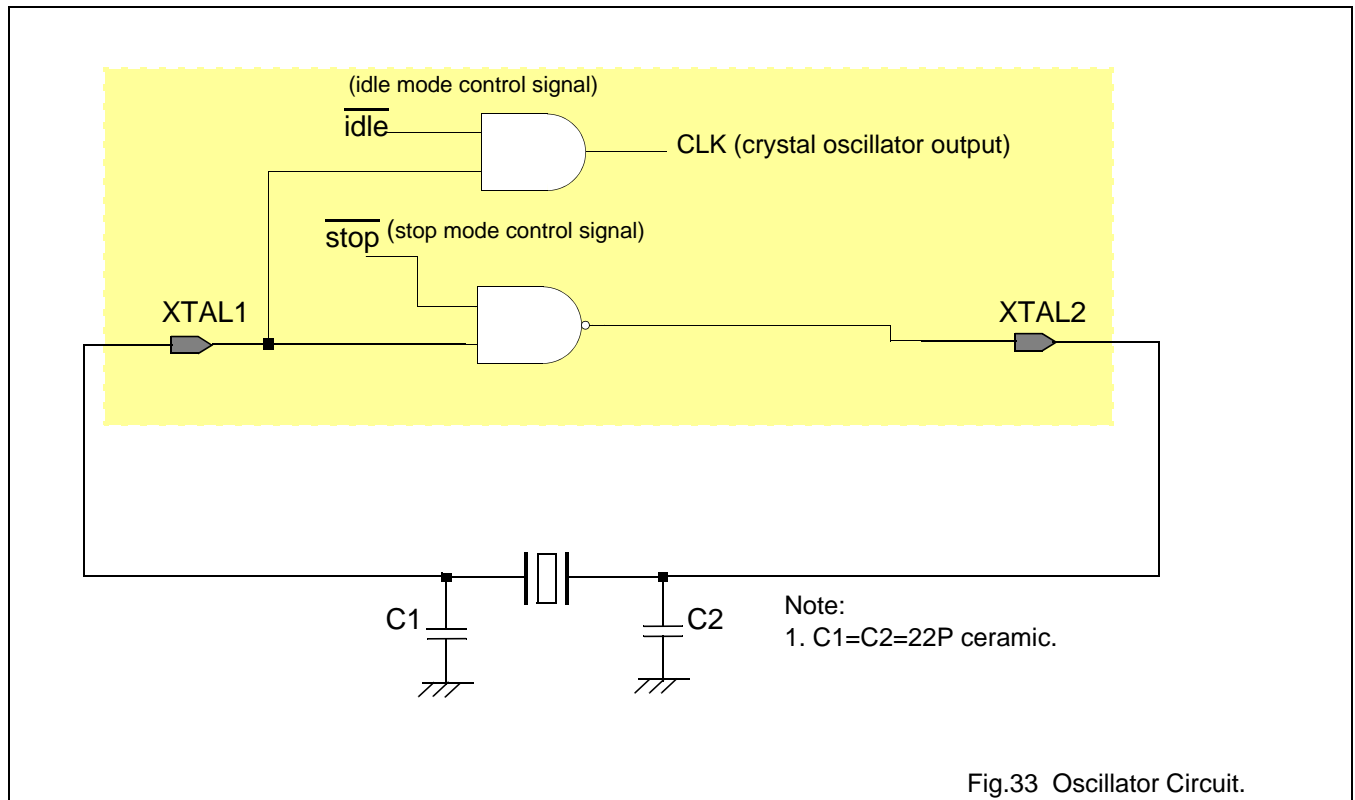 (idle mode control signal)
idle
CLK (crystal oscillator output)
stop (stop mode control signal)
XTAL1
XTAL2
C1
C2
Note:
1. C1=C2=22P ceramic.
Fig.33 Oscillator Circuit.